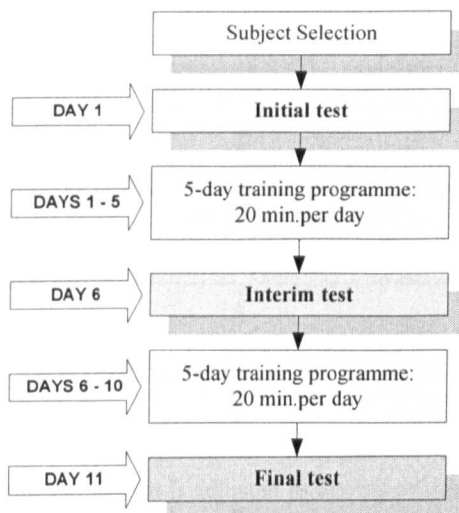 Subject Selection
DAY 1
Initial test
DAYS 1 - 5
5-day training programme:
20 min.per day
DAY 6
Interim test
DAYS 6 - 10
5-day training programme:
20 min.per day
DAY 11
Final test